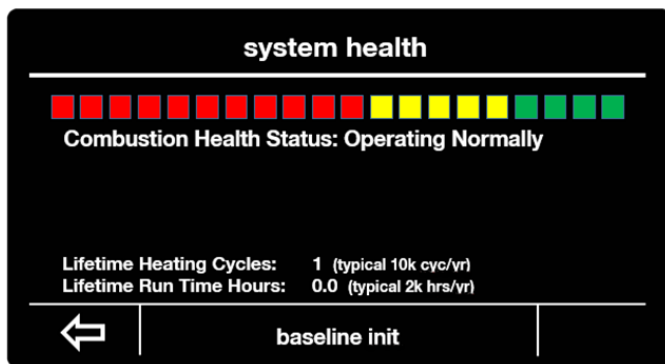 system health
Combustion Health Status: Operating Normally
Lifetime Heating Cycles: 1 (typical 10k cyc/yr)
Lifetime Run Time Hours: 0.0 (typical 2k hrs/yr)
baseline init